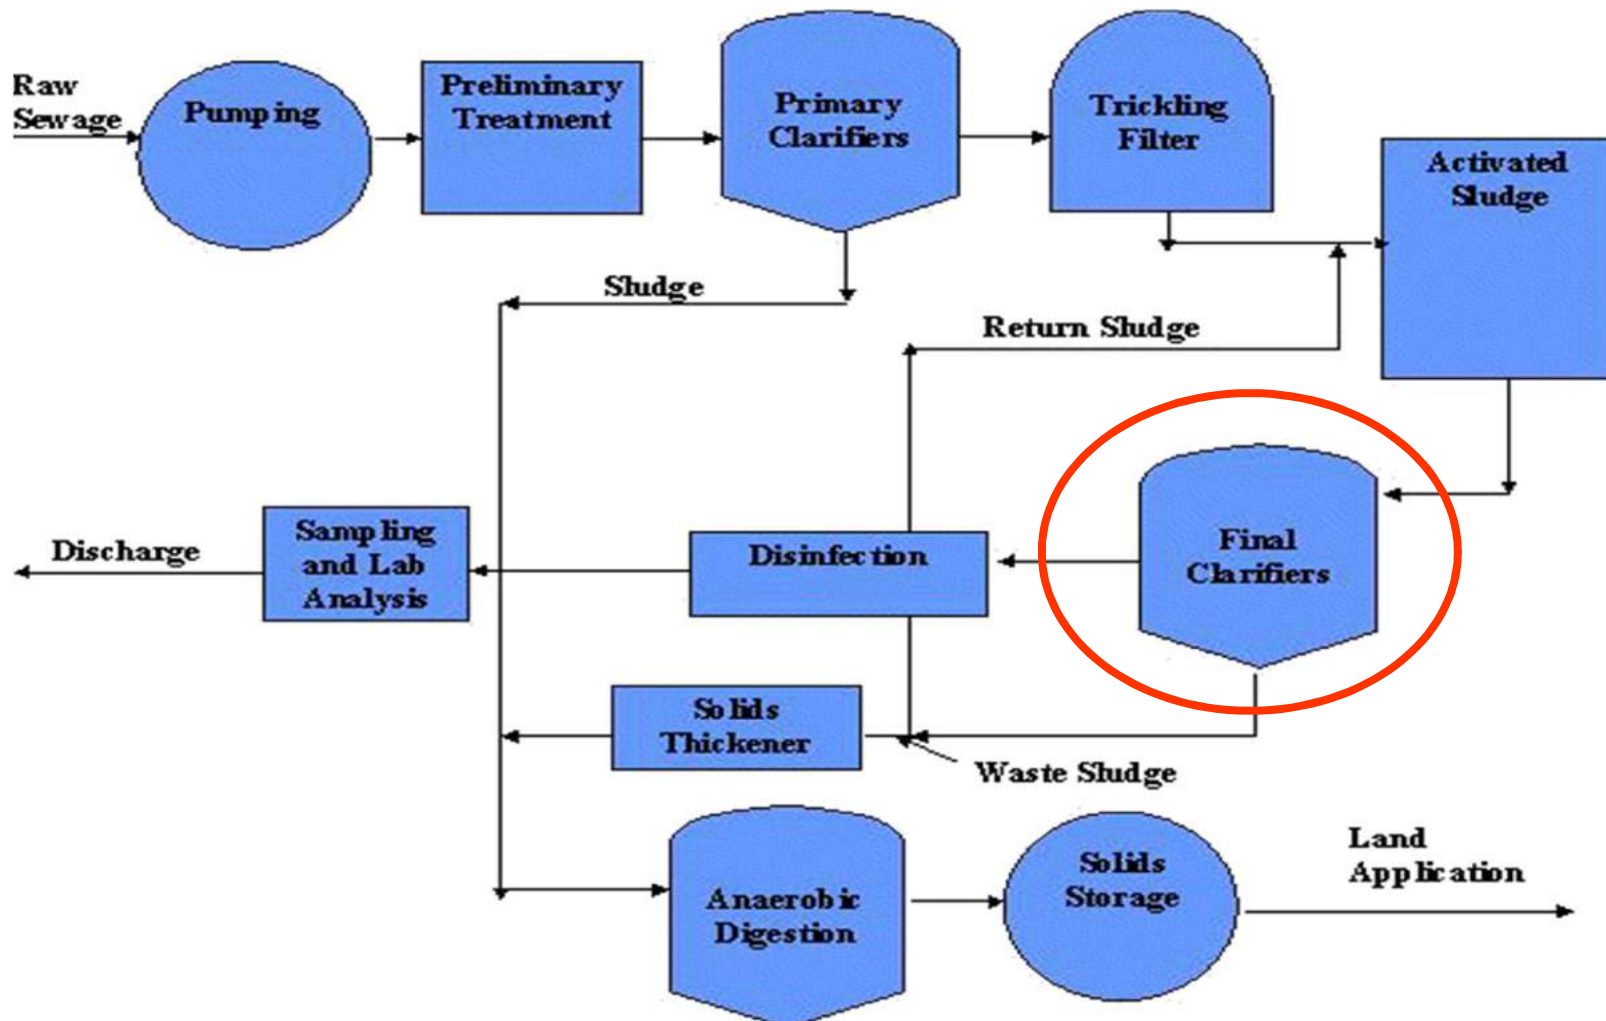 Raw
Sewage
Pumping
Preliminary
Treatment
Primary
Clarifiers
Trickling
Filter
Activated
Sludge
Sludge
Return Sludge
Final
Clarifiers
Disinfection
Sampling
and Lab
Analysis
Discharge
Solids
Thickener
Waste Sludge
Anaerobic
Digestion
Solids
Storage
Land
Application